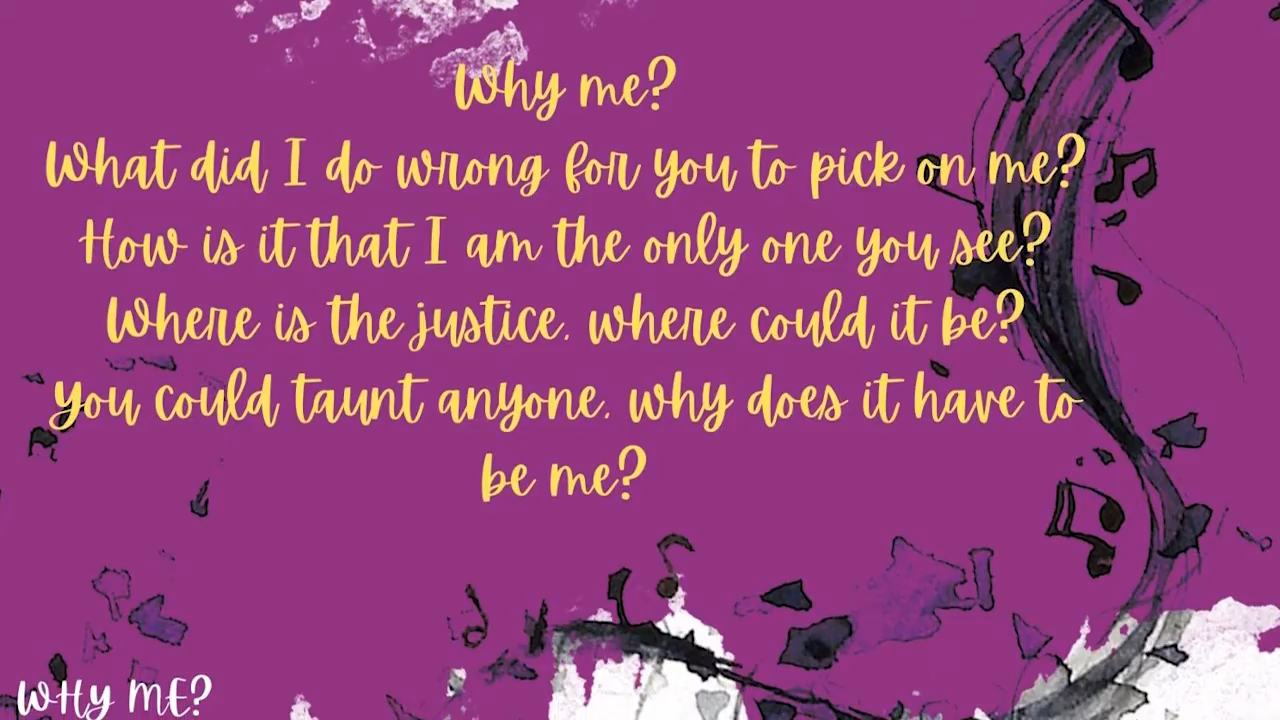 Why me?
What did I do wrong for you to pick on me?
How is it that I am the only one you see?
Where is the justice, where could it be?
You could taunt anyone, why does it have to
be me?
WHy ME?